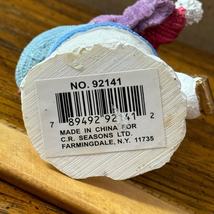 NO. 92141
7 89492 92141 2
MADE IN CHINA FOR
C.R. SEASONS LTD.
FARMINGDALE, N.Y. 11735